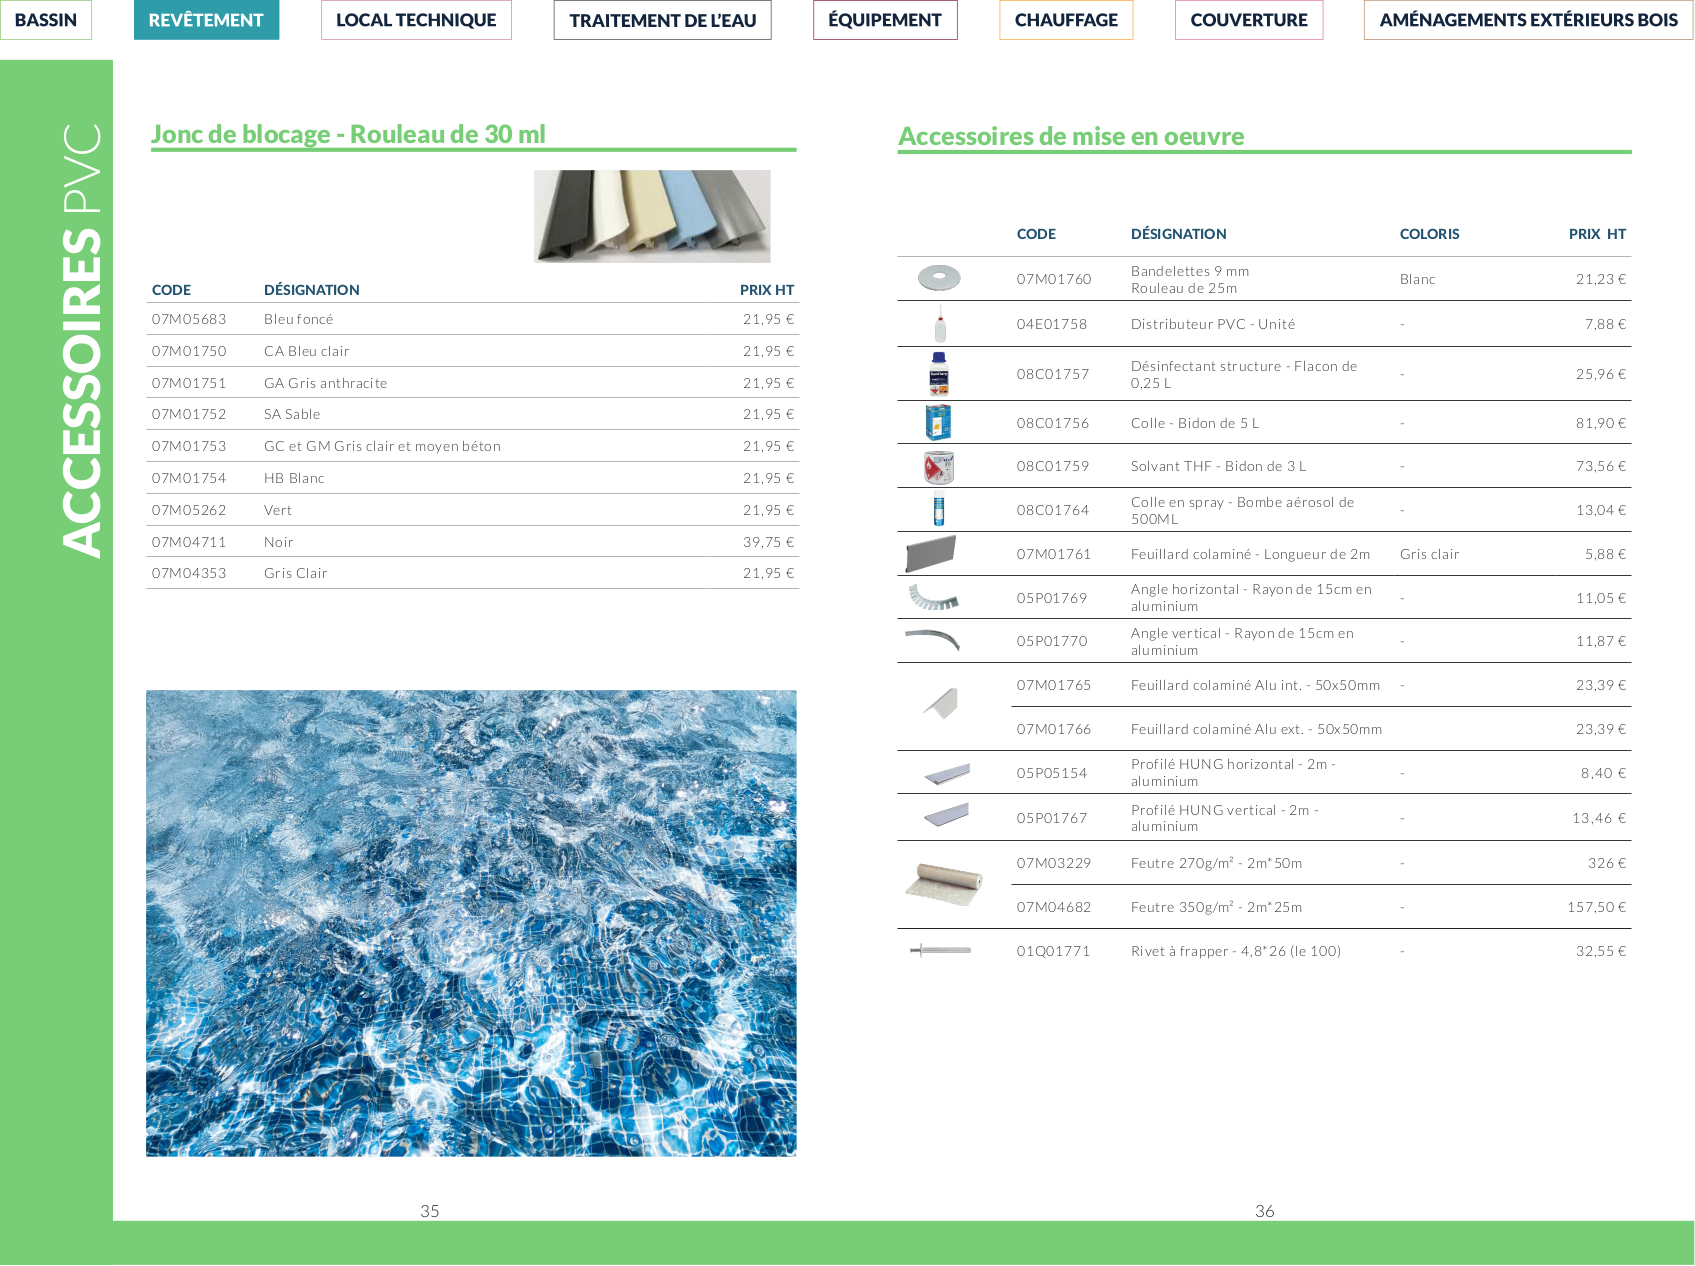 BASSIN
REVÊTEMENT
LOCAL TECHNIQUE
TRAITEMENT DE L'EAU
ÉQUIPEMENT
CHAUFFAGE
COUVERTURE
AMÉNAGEMENTS EXTÉRIEURS BOIS
ACCESSOIRES PVC
Jonc de blocage - Rouleau de 30 ml
CODE DÉSIGNATION PRIX HT
07M05683 Bleu foncé 21,95 €
07M01750 CA Bleu clair 21,95 €
07M01751 GA Gris anthracite 21,95 €
07M01752 SA Sable 21,95 €
07M01753 GC et GM Gris clair et moyen béton 21,95 €
07M01754 HB Blanc 21,95 €
07M05262 Vert 21,95 €
07M04711 Noir 39,75 €
07M04353 Gris Clair 21,95 €
35
Accessoires de mise en oeuvre
CODE DÉSIGNATION COLORIS PRIX HT
07M01760 Bandelettes 9 mm
Rouleau de 25m Blanc 21,23 €
04E01758 Distributeur PVC - Unité - 7,88 €
08C01757 Désinfectant structure - Flacon de
0,25 L - 25,96 €
08C01756 Colle - Bidon de 5 L - 81,90 €
08C01759 Solvant THF - Bidon de 3 L - 73,56 €
08C01764 Colle en spray - Bombe aérosol de
500ML - 13,04 €
07M01761 Feuillard colaminé - Longueur de 2m Gris clair 5,88 €
05P01769 Angle horizontal - Rayon de 15cm en
aluminium - 11,05 €
05P01770 Angle vertical - Rayon de 15cm en
aluminium - 11,87 €
07M01765 Feuillard colaminé Alu int. - 50x50mm - 23,39 €
07M01766 Feuillard colaminé Alu ext. - 50x50mm 23,39 €
05P05154 Profilé HUNG horizontal - 2m -
aluminium - 8,40 €
05P01767 Profilé HUNG vertical - 2m -
aluminium - 13,46 €
07M03229 Feutre 270g/m² - 2m*50m - 326 €
07M04682 Feutre 350g/m² - 2m*25m - 157,50 €
01Q01771 Rivet à frapper - 4,8*26 (le 100) - 32,55 €
36